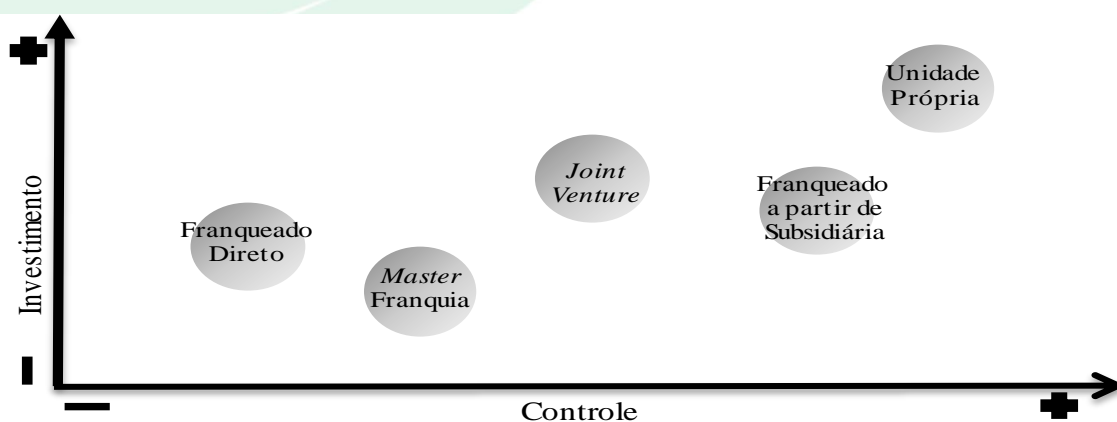 Unidade
Própria
Joint
Venture
Franqueado
a partir de
Subsidiária
Franqueado
Direto
Master
Franquia
Investimento
Controle